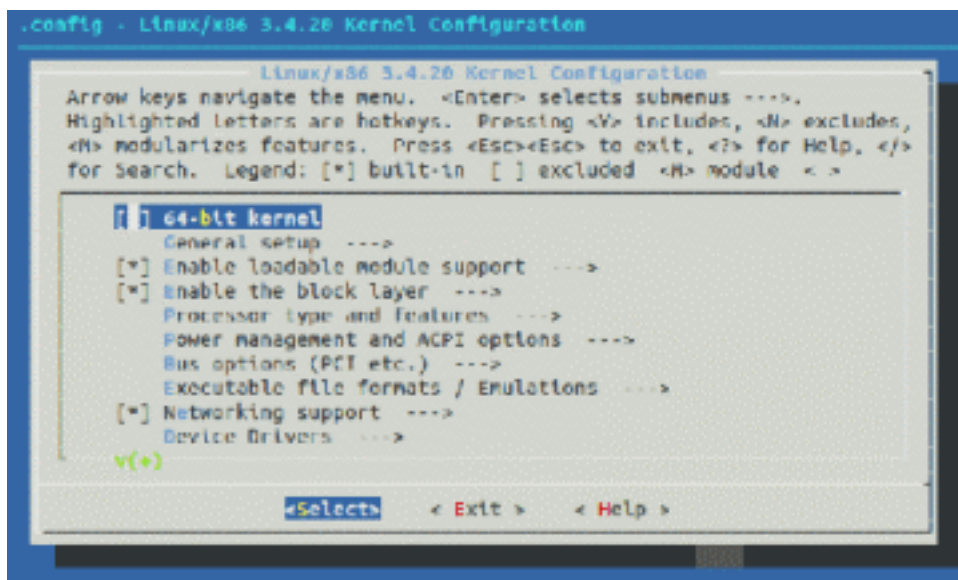 .config - Linux/x86 3.4.20 Kernel Configuration
Linux/x86 3.4.20 Kernel Configuration
Arrow keys navigate the menu. <Enter> selects submenus --->.
Highlighted letters are hotkeys. Pressing <Y> includes, <N> excludes,
<M> modularizes features. Press <Esc><Esc> to exit, <?> for Help, </>
for Search. Legend: [*] built-in [ ] excluded <M> module < >
[ ] 64-bit kernel
General setup --->
[*] Enable loadable module support --->
[*] Enable the block layer --->
Processor type and features --->
Power management and ACPI options --->
Bus options (PCI etc.) --->
Executable file formats / Emulations --->
[*] Networking support --->
Device Drivers --->
v(+)
<Select> < Exit > < Help >